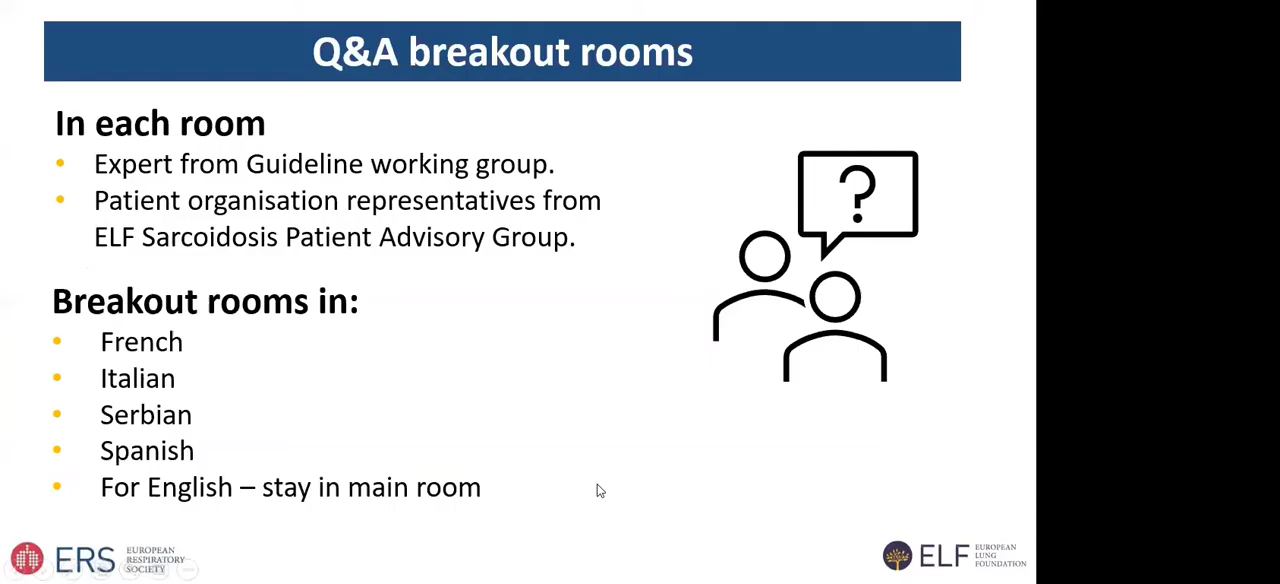 Q&A breakout rooms
In each room
• Expert from Guideline working group.
• Patient organisation representatives from
ELF Sarcoidosis Patient Advisory Group.
?
Breakout rooms in:
• French
• Italian
• Serbian
• Spanish
• For English – stay in main room
ERS EUROPEAN
RESPIRATORY
SOCIETY
ELF EUROPEAN
LUNG
FOUNDATION